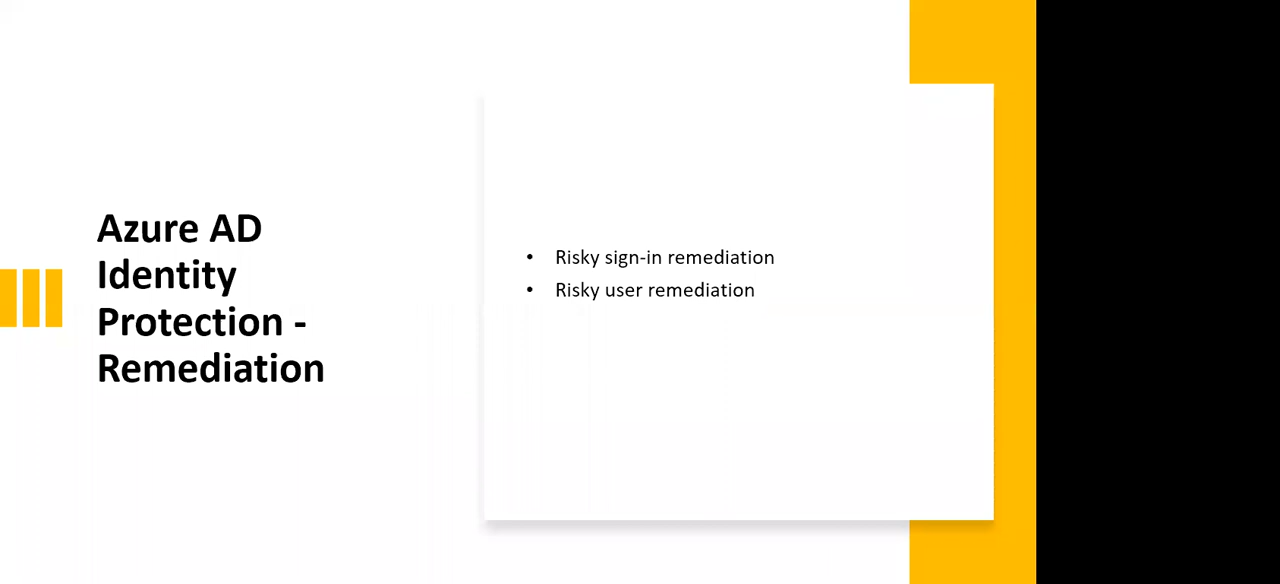 Azure AD
Identity
Protection -
Remediation
• Risky sign-in remediation
• Risky user remediation